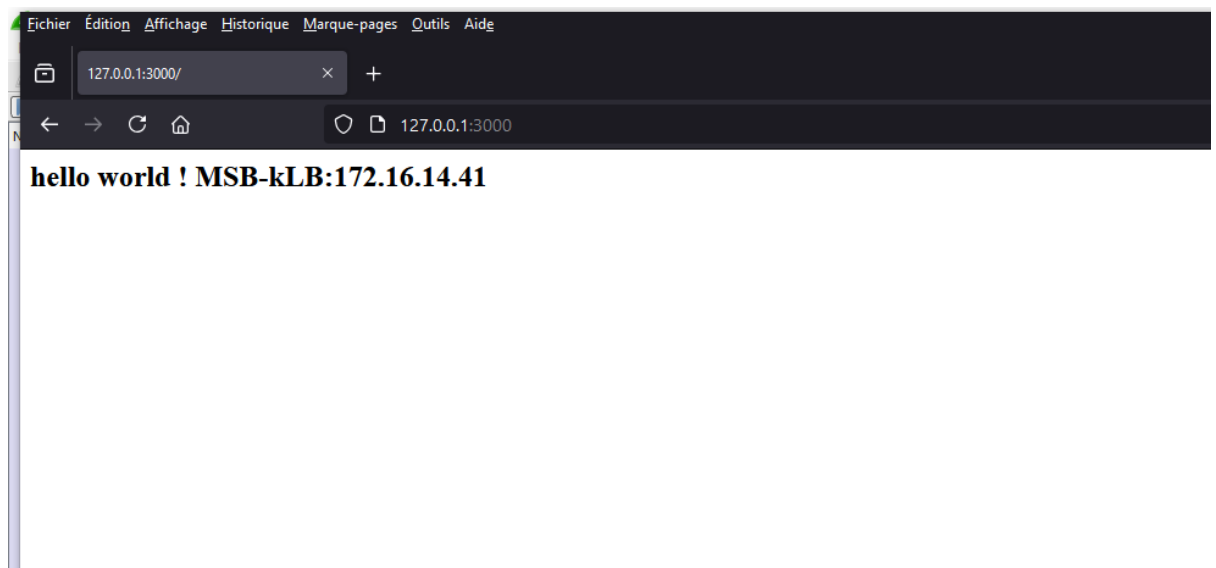 Fichier Édition Affichage Historique Marque-pages Outils Aide
127.0.0.1:3000/
127.0.0.1:3000
hello world ! MSB-kLB:172.16.14.41